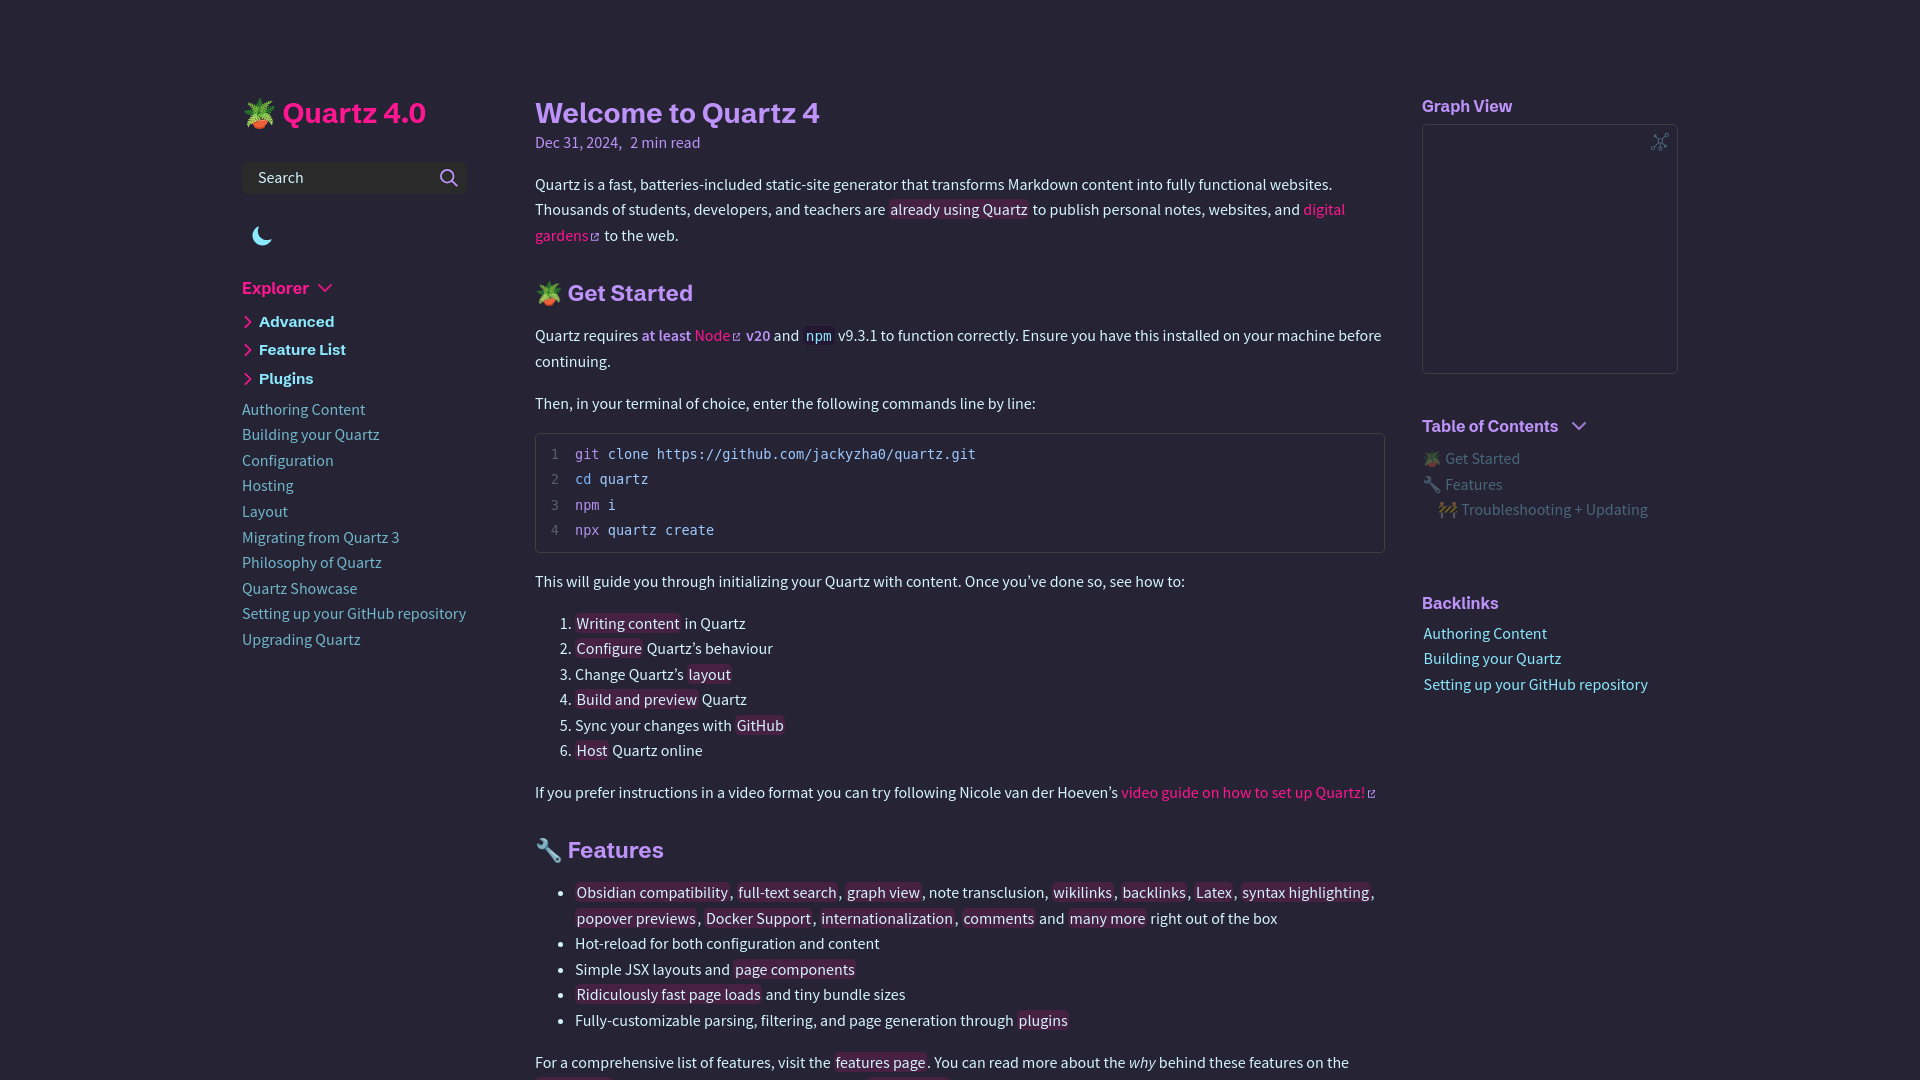 🪴 Quartz 4.0
Search
Explorer
Advanced
Feature List
Plugins
Authoring Content
Building your Quartz
Configuration
Hosting
Layout
Migrating from Quartz 3
Philosophy of Quartz
Quartz Showcase
Setting up your GitHub repository
Upgrading Quartz
Welcome to Quartz 4
Dec 31, 2024, 2 min read
Quartz is a fast, batteries-included static-site generator that transforms Markdown content into fully functional websites.
Thousands of students, developers, and teachers are already using Quartz to publish personal notes, websites, and digital
gardens to the web.
🪴 Get Started
Quartz requires at least Node v20 and npm v9.3.1 to function correctly. Ensure you have this installed on your machine before
continuing.
Then, in your terminal of choice, enter the following commands line by line:
1 git clone https://github.com/jackyzha0/quartz.git
2 cd quartz
3 npm i
4 npx quartz create
This will guide you through initializing your Quartz with content. Once you’ve done so, see how to:
1. Writing content in Quartz
2. Configure Quartz’s behaviour
3. Change Quartz’s layout
4. Build and preview Quartz
5. Sync your changes with GitHub
6. Host Quartz online
If you prefer instructions in a video format you can try following Nicole van der Hoeven’s video guide on how to set up Quartz!
🔧 Features
• Obsidian compatibility, full-text search, graph view, note transclusion, wikilinks, backlinks, Latex, syntax highlighting,
popover previews, Docker Support, internationalization, comments and many more right out of the box
• Hot-reload for both configuration and content
• Simple JSX layouts and page components
• Ridiculously fast page loads and tiny bundle sizes
• Fully-customizable parsing, filtering, and page generation through plugins
For a comprehensive list of features, visit the features page. You can read more about the why behind these features on the
Graph View
Table of Contents
🪴 Get Started
🔧 Features
🚧 Troubleshooting + Updating
Backlinks
Authoring Content
Building your Quartz
Setting up your GitHub repository